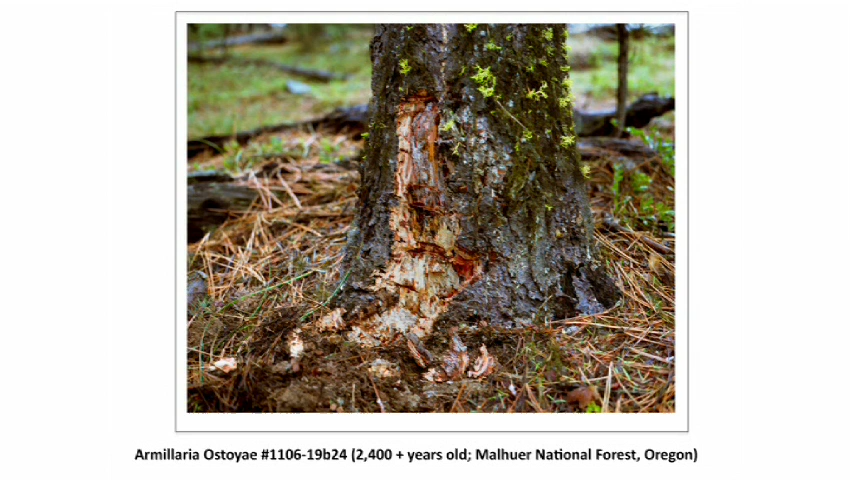 Armillaria Ostoyae #1106-19b24 (2,400 + years old; Malhuer National Forest, Oregon)